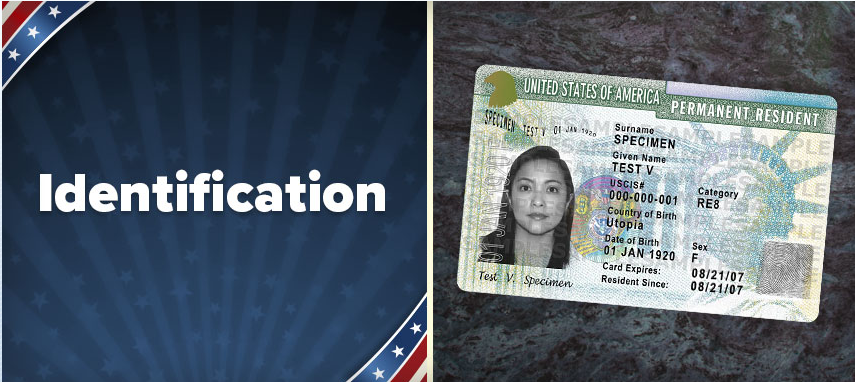 Identification
UNITED STATES OF AMERICA
PERMANENT RESIDENT
SPECIMEN TEST V 01 JAN 1920
Surname
SPECIMEN
Given Name
TEST V
USCIS#
000-000-001
Category
RE8
Country of Birth
Utopia
Date of Birth
01 JAN 1920
Sex
F
Card Expires: 08/21/07
Resident Since: 08/21/07
Test V. Specimen